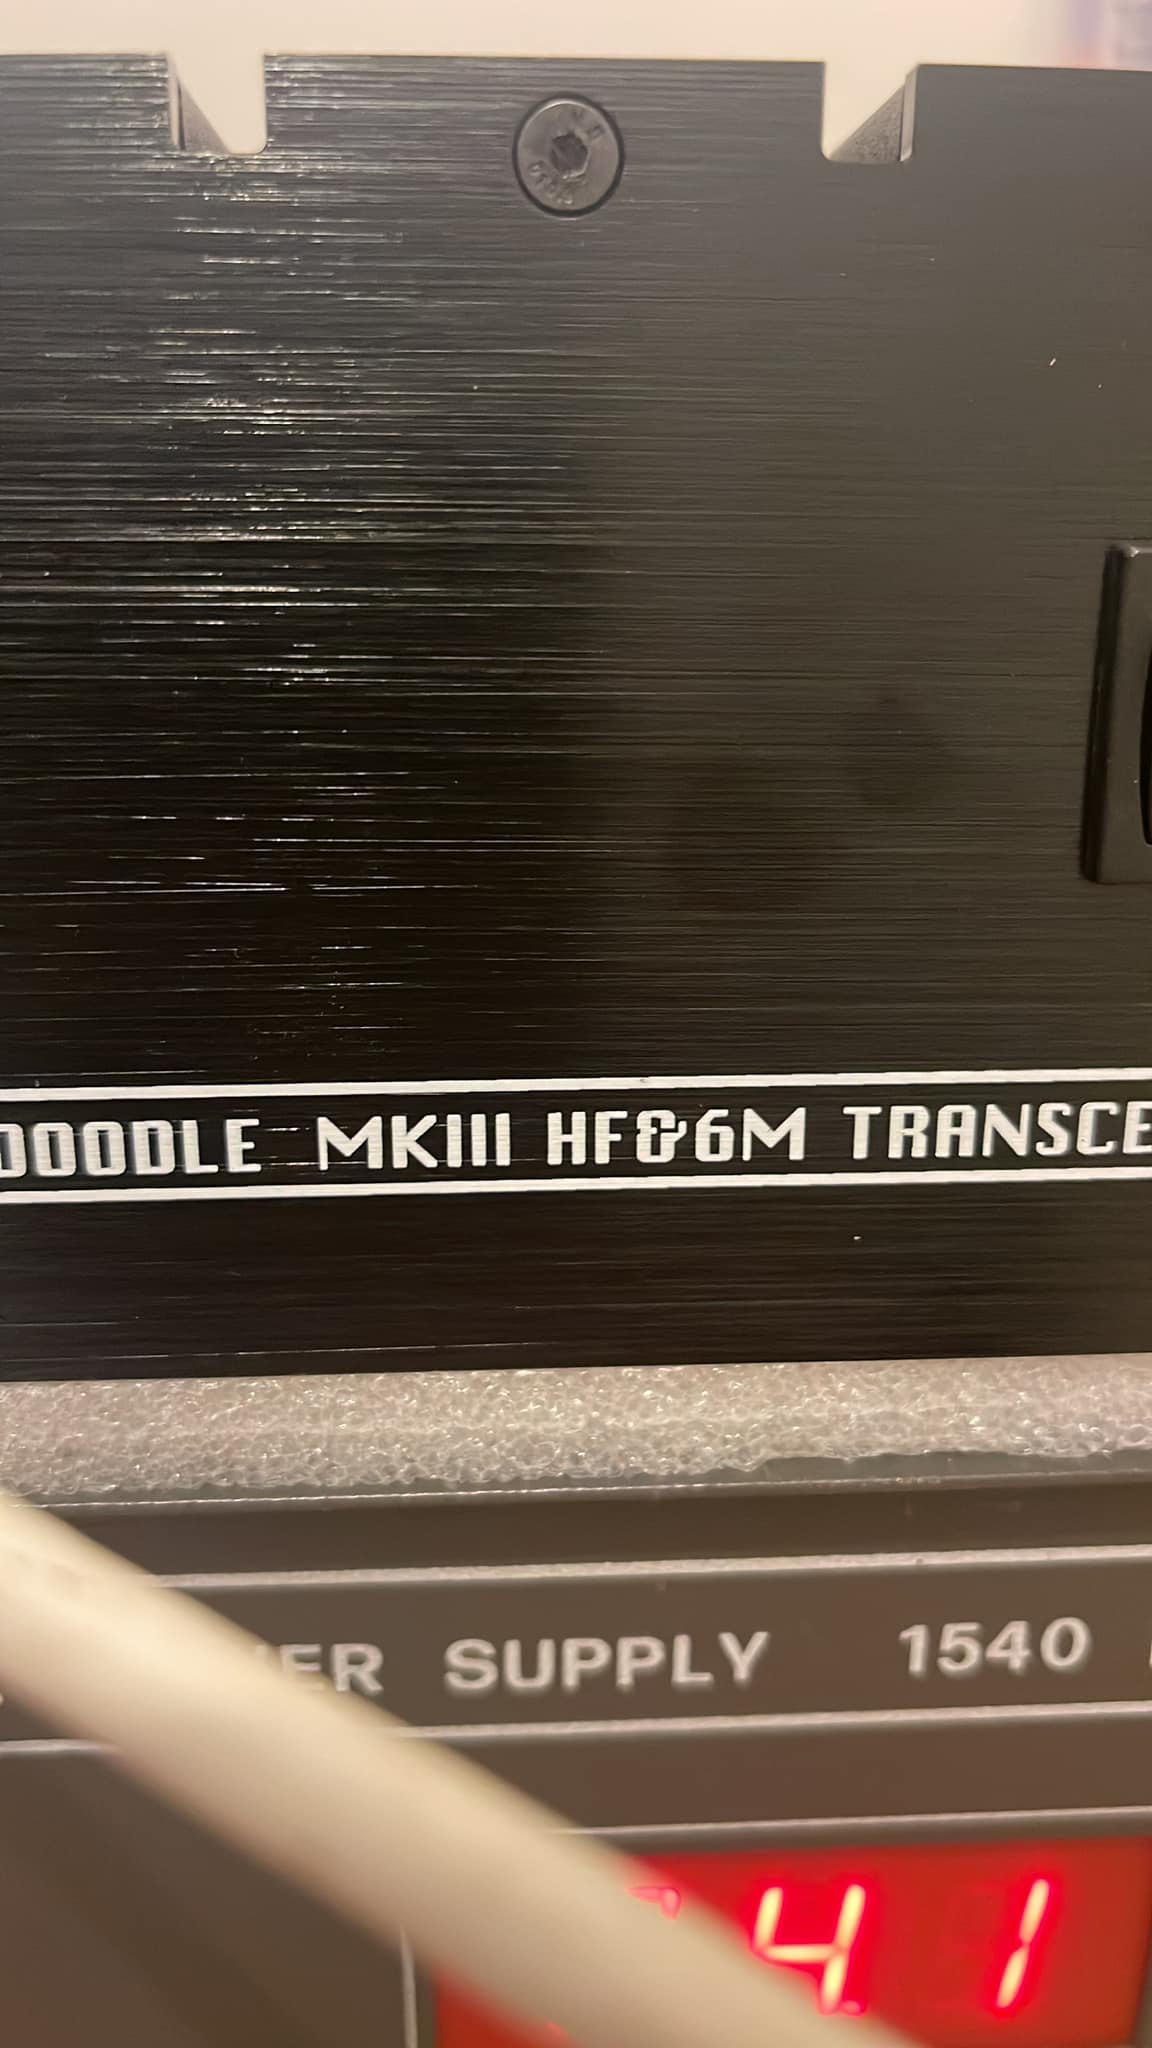 DOODLE MKIII HF&6M TRANSCE
ER SUPPLY 1540
4.1